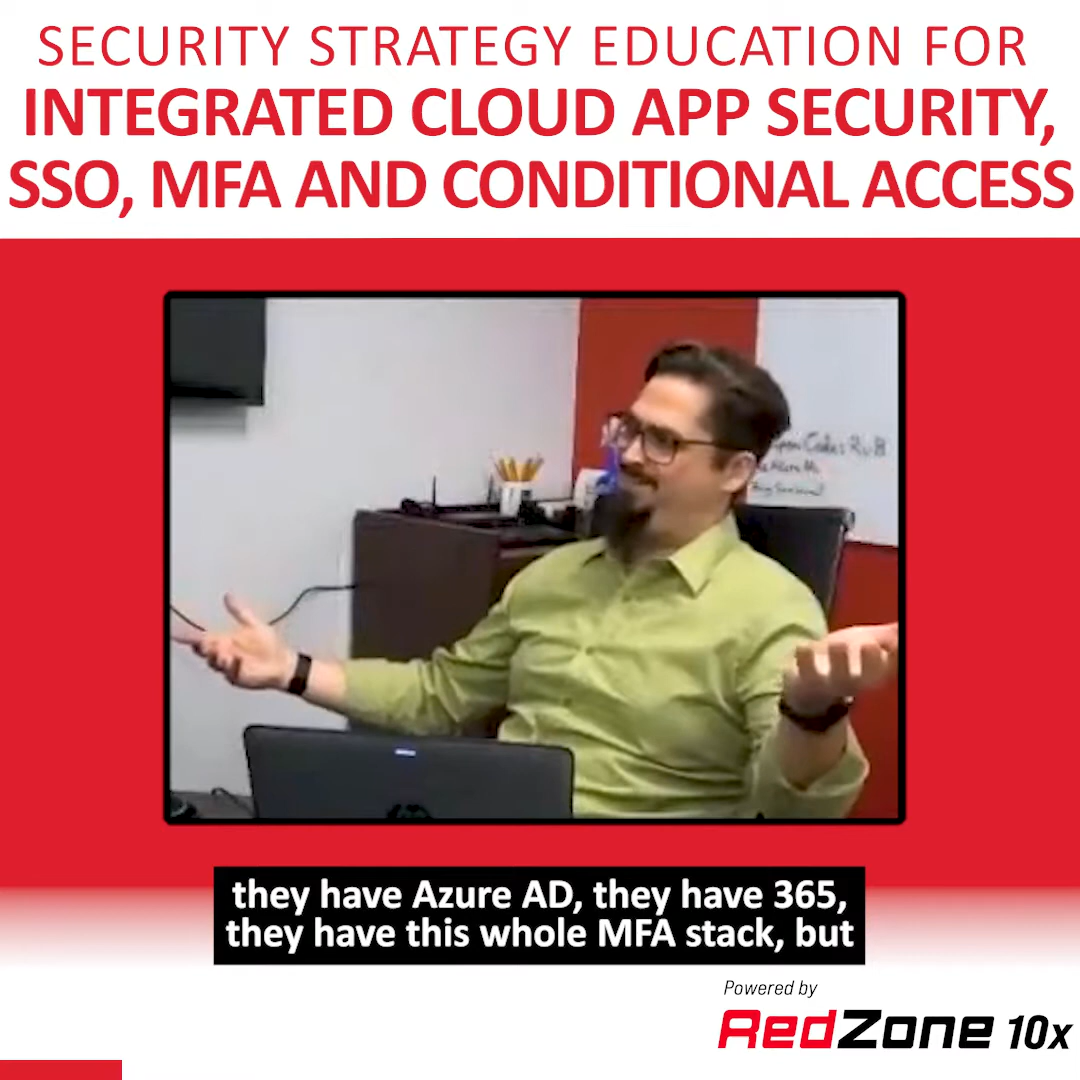 SECURITY STRATEGY EDUCATION FOR
INTEGRATED CLOUD APP SECURITY,
SSO, MFA AND CONDITIONAL ACCESS
they have Azure AD, they have 365,
they have this whole MFA stack, but
Powered by
RedZone 10x